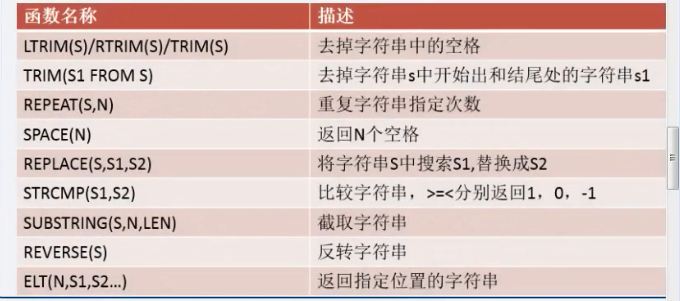 函数名称 描述
LTRIM(S)/RTRIM(S)/TRIM(S) 去掉字符串中的空格
TRIM(S1 FROM S) 去掉字符串s中开始出和结尾处的字符串s1
REPEAT(S,N) 重复字符串指定次数
SPACE(N) 返回N个空格
REPLACE(S,S1,S2) 将字符串S中搜索S1,替换成S2
STRCMP(S1,S2) 比较字符串，>=<分别返回1，0，-1
SUBSTRING(S,N,LEN) 截取字符串
REVERSE(S) 反转字符串
ELT(N,S1,S2…) 返回指定位置的字符串